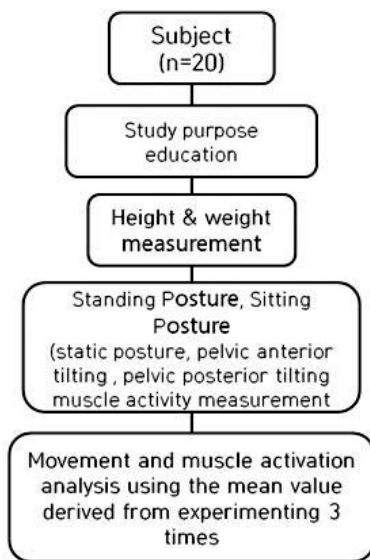 Subject
(n=20)
Study purpose
education
Height & weight
measurement
Standing Posture, Sitting
Posture
(static posture, pelvic anterior
tilting , pelvic posterior tilting
muscle activity measurement
Movement and muscle activation
analysis using the mean value
derived from experimenting 3
times